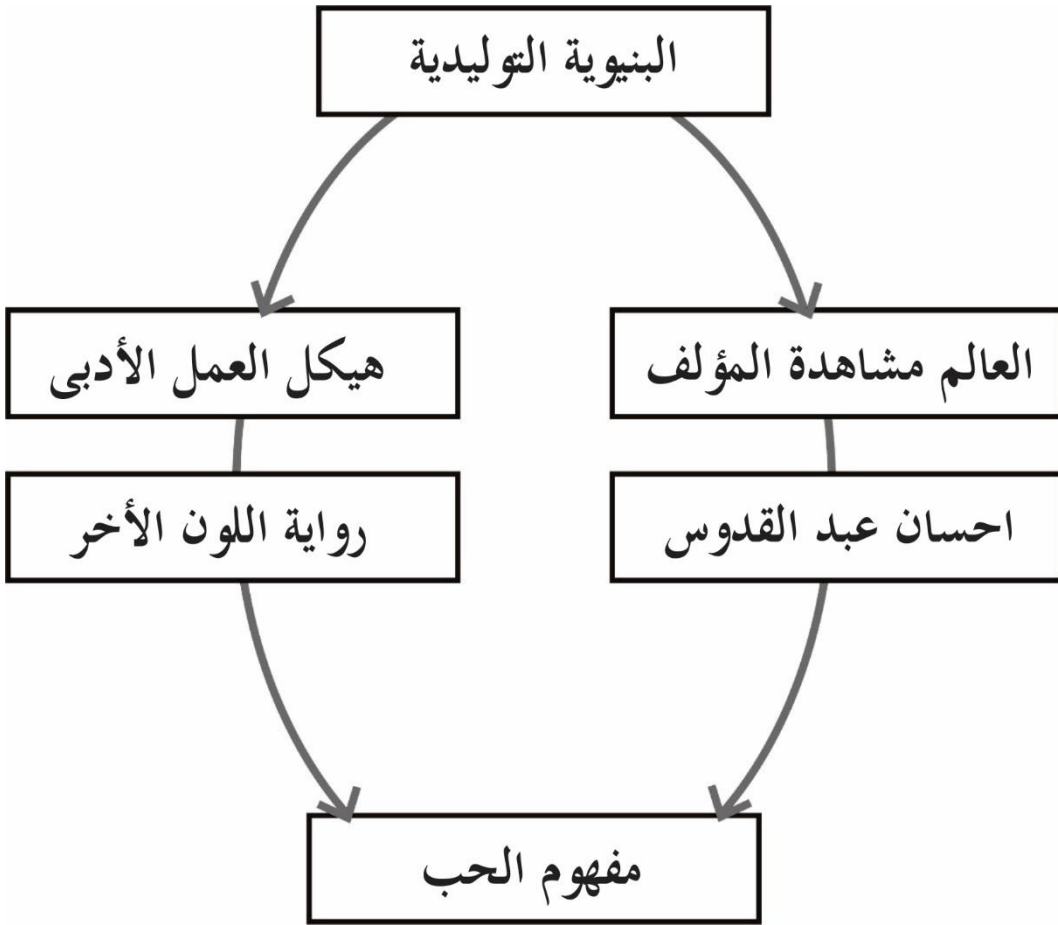 البنيوية التوليدية
العالم مشاهدة المؤلف
هيكل العمل الأدبى
احسان عبد القدوس
رواية اللون الأخر
مفهوم الحب